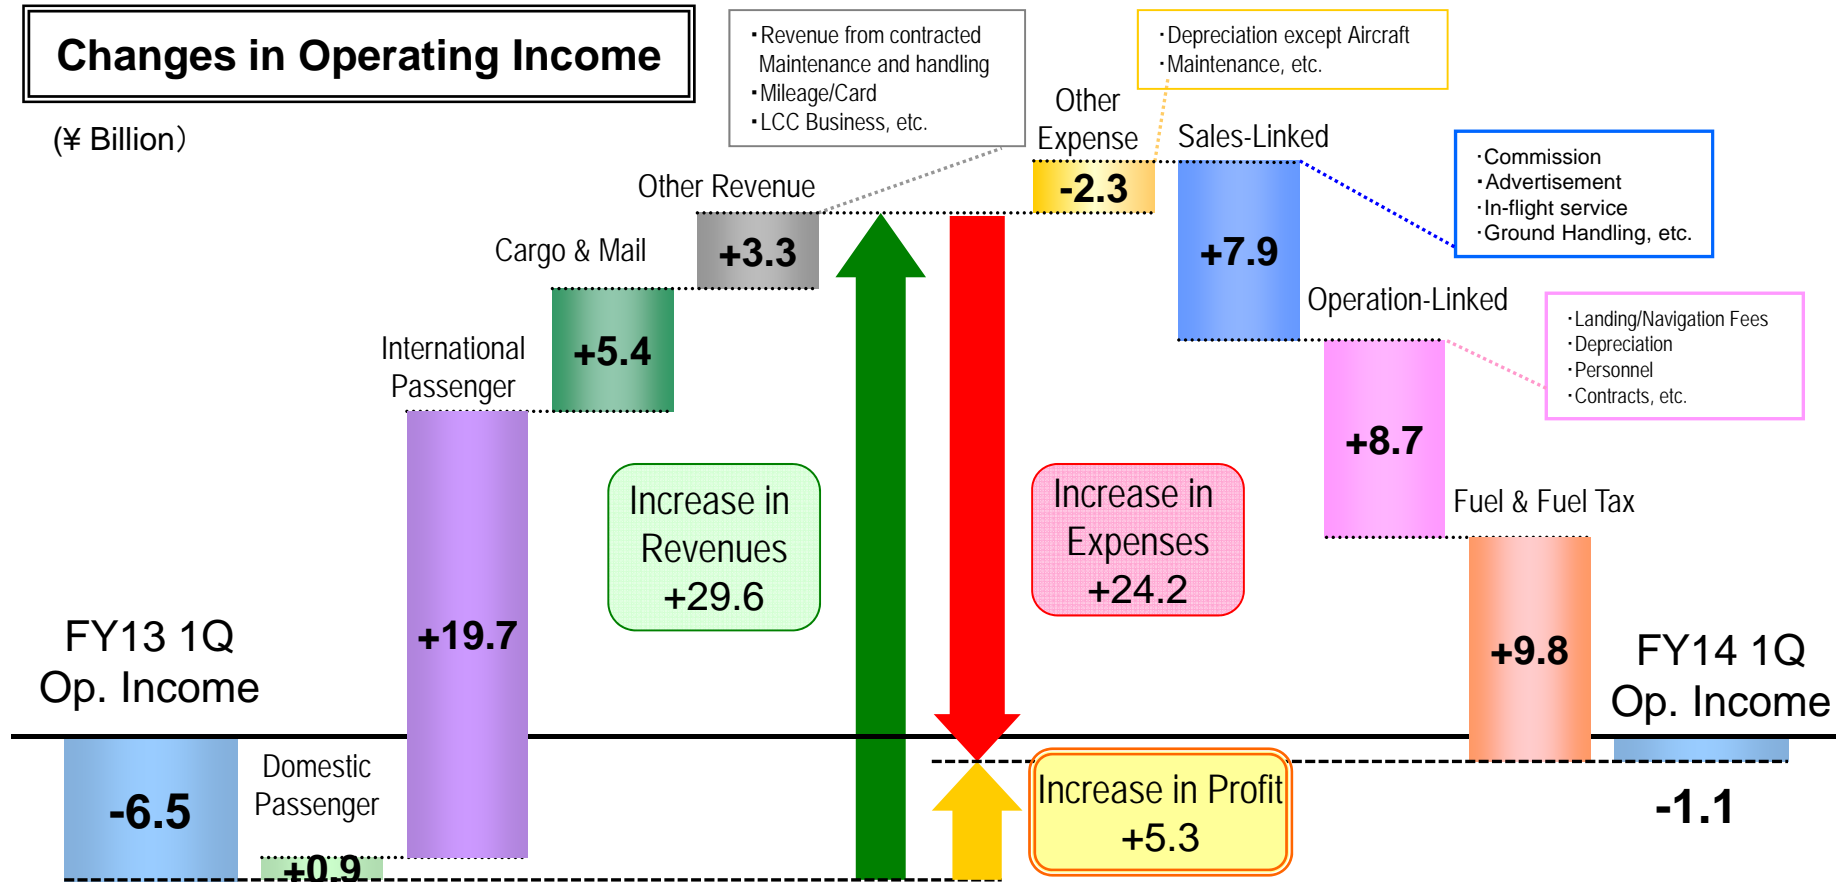 Changes in Operating Income
(¥ Billion）
・Revenue from contracted
Maintenance and handling
・Mileage/Card
・LCC Business, etc.
・Depreciation except Aircraft
・Maintenance, etc.
Other
Expense
-2.3
Sales-Linked
+7.9
・Commission
・Advertisement
・In-flight service
・Ground Handling, etc.
Other Revenue
+3.3
Cargo & Mail
+5.4
International
Passenger
+19.7
Operation-Linked
+8.7
・Landing/Navigation Fees
・Depreciation
・Personnel
・Contracts, etc.
Increase in
Revenues
+29.6
Increase in
Expenses
+24.2
Fuel & Fuel Tax
+9.8
FY13 1Q
Op. Income
-6.5
Domestic
Passenger
+0.9
Increase in Profit
+5.3
FY14 1Q
Op. Income
-1.1